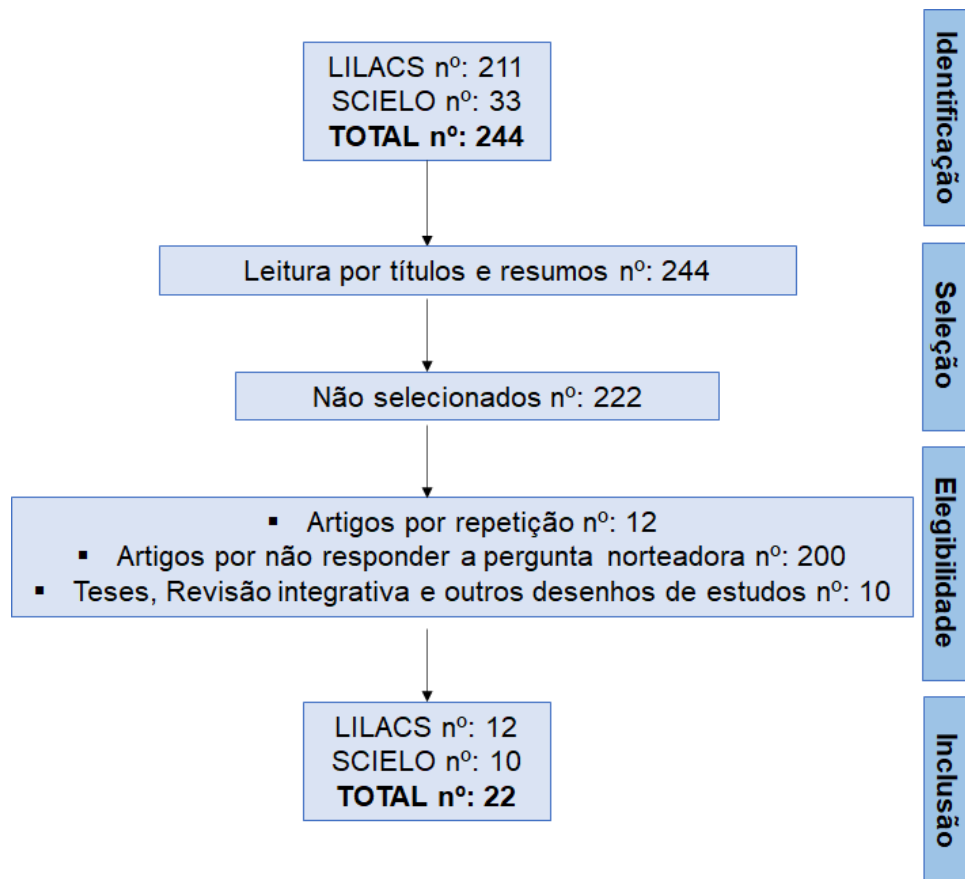 LILACS nº: 211
SCIELO nº: 33
TOTAL nº: 244
Identificação
Leitura por títulos e resumos nº: 244
Seleção
Não selecionados nº: 222
▪ Artigos por repetição nº: 12
▪ Artigos por não responder a pergunta norteadora nº: 200
▪ Teses, Revisão integrativa e outros desenhos de estudos nº: 10
Elegibilidade
LILACS nº: 12
SCIELO nº: 10
TOTAL nº: 22
Inclusão